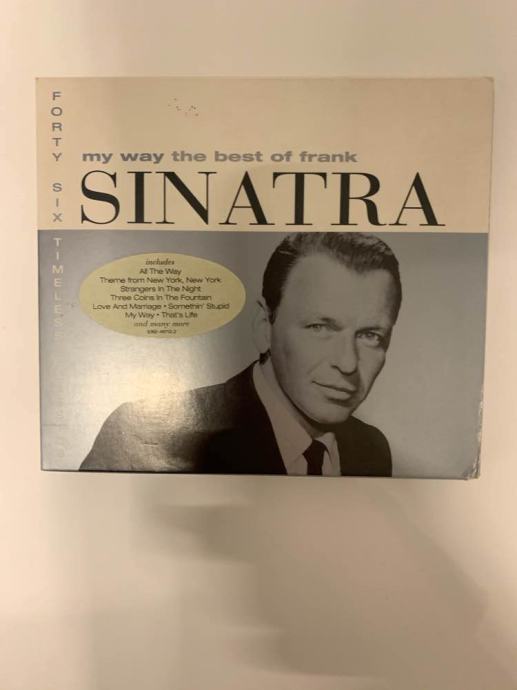 FORTY SIX TIMELESS
my way the best of frank
SINATRA
includes
All The Way
Theme from New York, New York
Strangers In The Night
Three Coins In The Fountain
Love And Marriage • Somethin' Stupid
My Way • That's Life
and many more